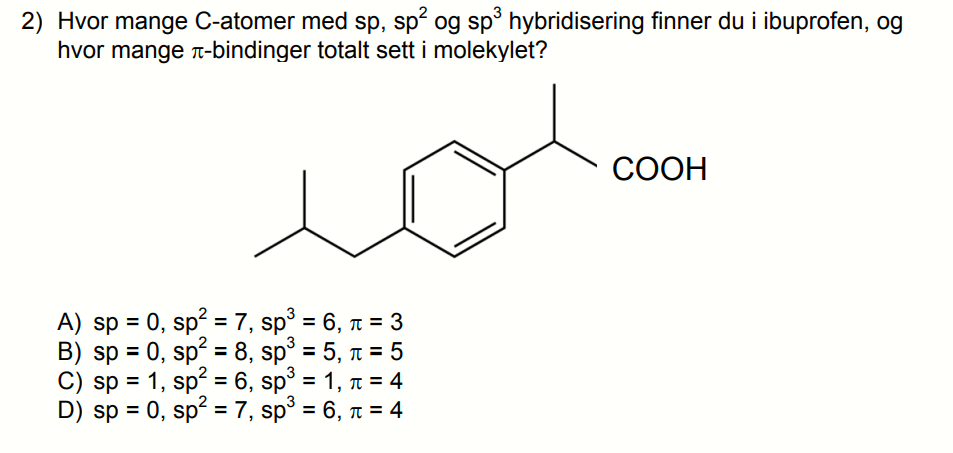 2) Hvor mange C-atomer med sp, sp² og sp³ hybridisering finner du i ibuprofen, og
hvor mange π-bindinger totalt sett i molekylet?
COOH
A) sp = 0, sp² = 7, sp³ = 6, π = 3
B) sp = 0, sp² = 8, sp³ = 5, π = 5
C) sp = 1, sp² = 6, sp³ = 1, π = 4
D) sp = 0, sp² = 7, sp³ = 6, π = 4